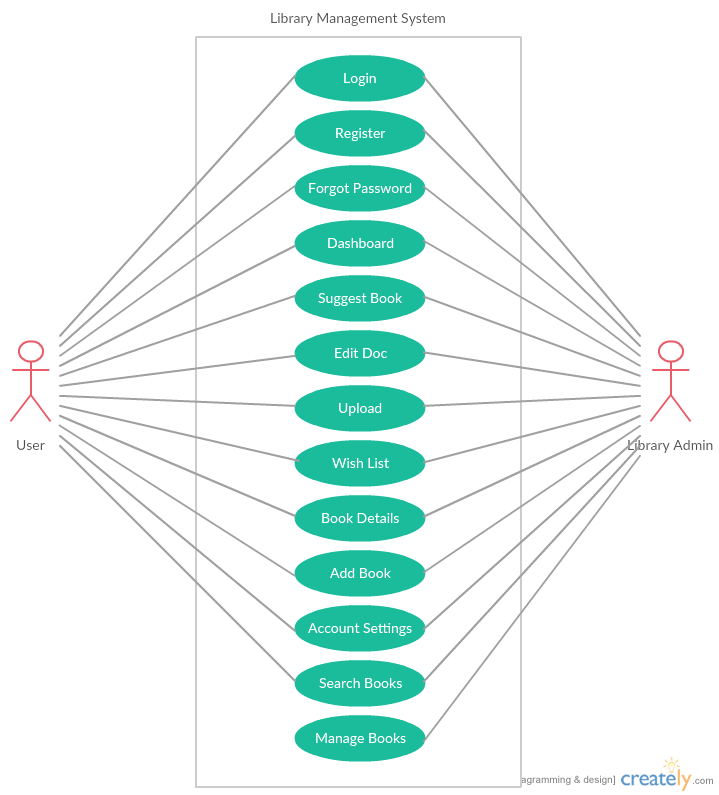 Library Management System
Login
Register
Forgot Password
Dashboard
Suggest Book
Edit Doc
Upload
User
Library Admin
Wish List
Book Details
Add Book
Account Settings
Search Books
Manage Books
agramming & design] creately.com